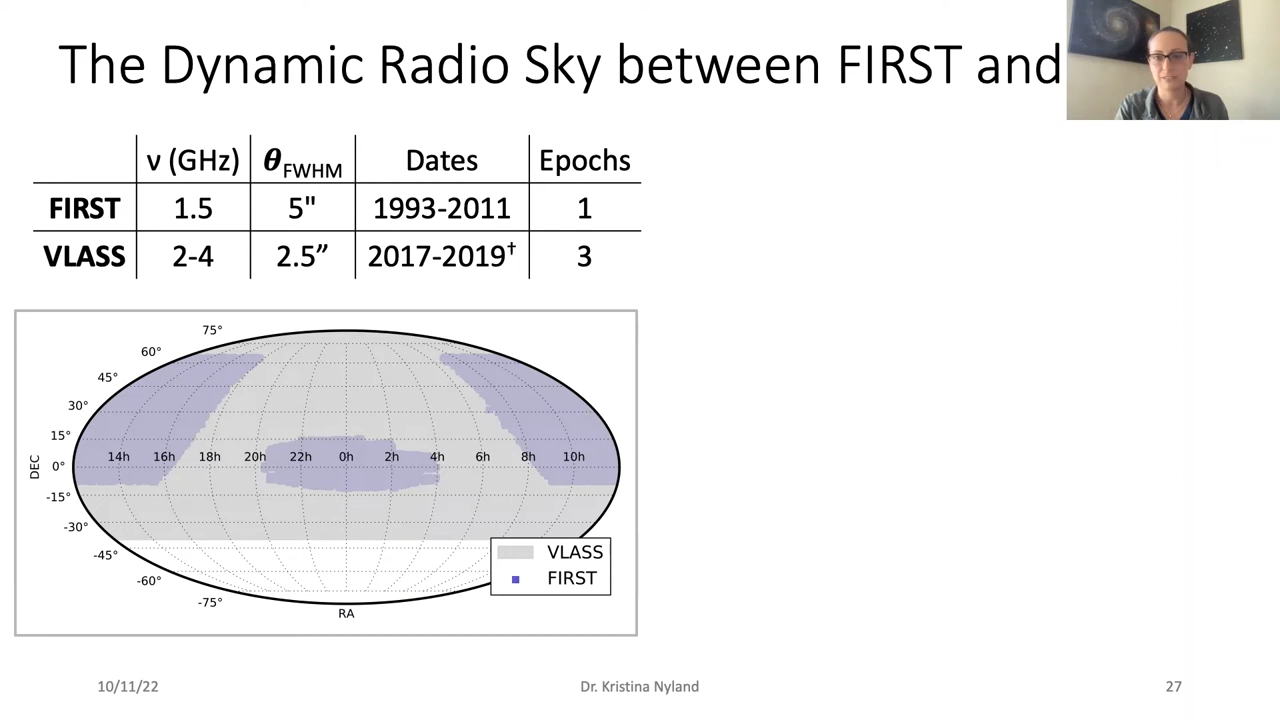 The Dynamic Radio Sky between FIRST and
ν (GHz) θFWHM Dates Epochs
FIRST 1.5 5" 1993-2011 1
VLASS 2-4 2.5” 2017-2019† 3
75°
60°
45°
30°
15°
14h 16h 18h 20h 22h 0h 2h 4h 6h 8h 10h
DEC
0°
-15°
-30°
-45°
-60°
-75°
VLASS
FIRST
RA
10/11/22 Dr. Kristina Nyland 27